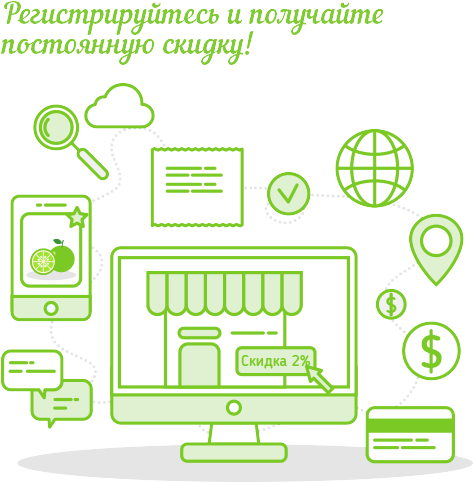 Регистрируйтесь и получайте
постоянную скидку!
Скидка 2%
$
$